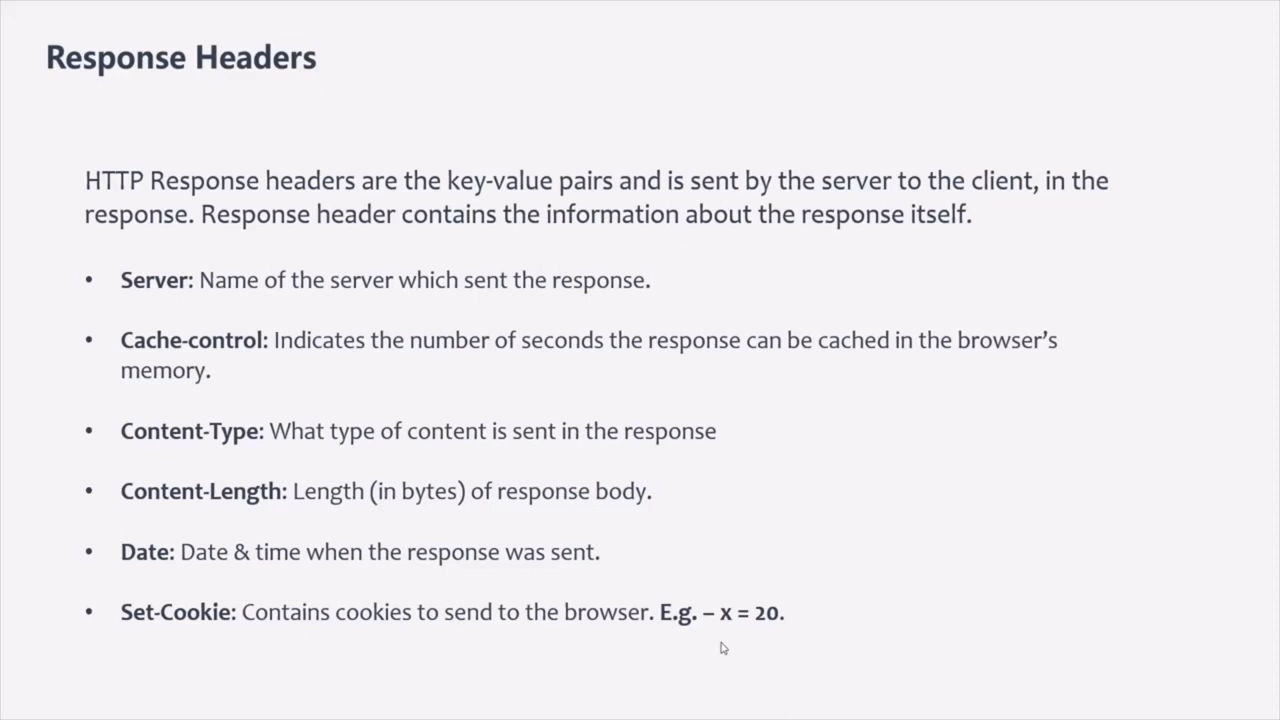 Response Headers
HTTP Response headers are the key-value pairs and is sent by the server to the client, in the
response. Response header contains the information about the response itself.
• Server: Name of the server which sent the response.
• Cache-control: Indicates the number of seconds the response can be cached in the browser’s
memory.
• Content-Type: What type of content is sent in the response
• Content-Length: Length (in bytes) of response body.
• Date: Date & time when the response was sent.
• Set-Cookie: Contains cookies to send to the browser. E.g. – x = 20.